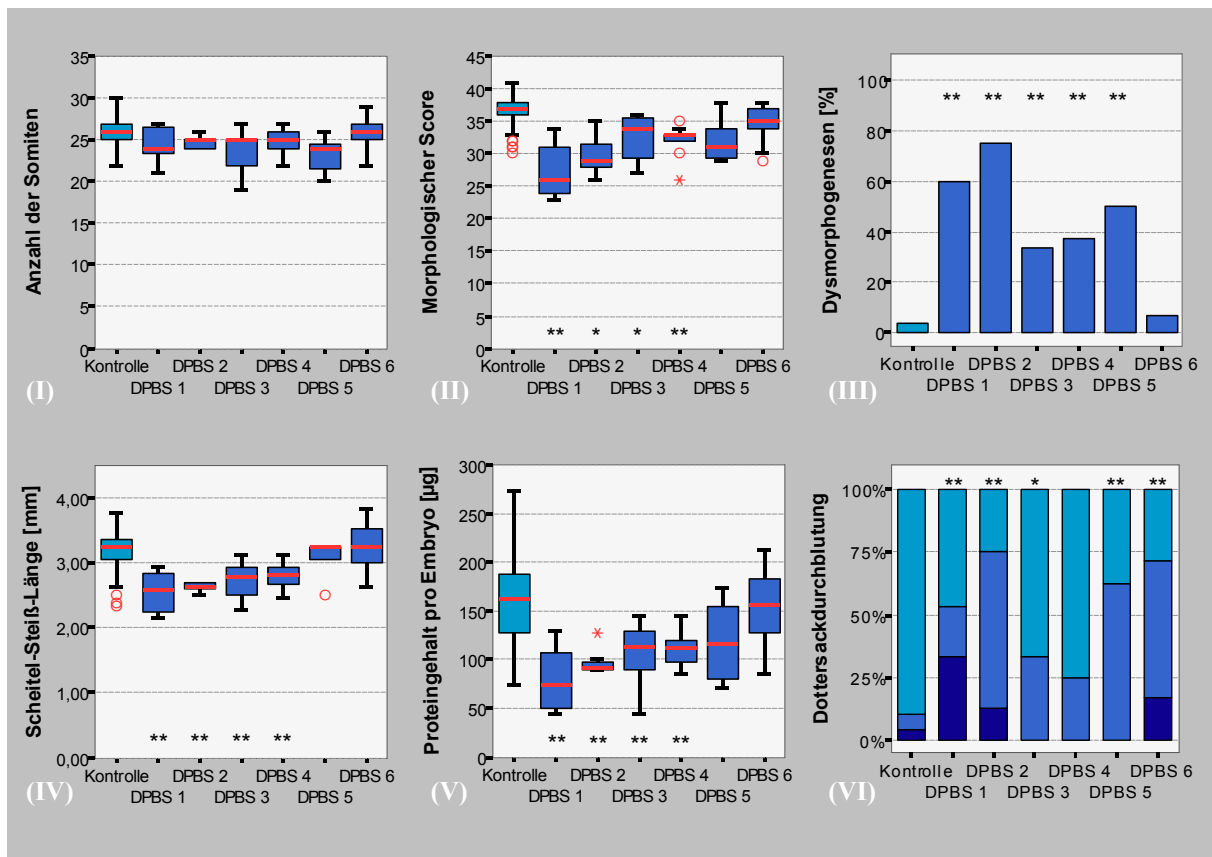 Anzahl der Somiten
35
30
25
20
15
10
5
0
Kontrolle DPBS 2 DPBS 4 DPBS 6
DPBS 1 DPBS 3 DPBS 5
(I)
Morphologischer Score
45
40
35
30
25
20
15
10
5
0
** * * **
Kontrolle DPBS 2 DPBS 4 DPBS 6
DPBS 1 DPBS 3 DPBS 5
(II)
Dysmorphogenesen [%]
100
80
60
40
20
0
** ** ** ** **
Kontrolle DPBS 2 DPBS 4 DPBS 6
DPBS 1 DPBS 3 DPBS 5
(III)
Scheitel-Steiß-Länge [mm]
4,00
3,00
2,00
1,00
0,00
** ** ** **
Kontrolle DPBS 2 DPBS 4 DPBS 6
DPBS 1 DPBS 3 DPBS 5
(IV)
Proteingehalt pro Embryo [µg]
300
250
200
150
100
50
0
** ** ** **
Kontrolle DPBS 2 DPBS 4 DPBS 6
DPBS 1 DPBS 3 DPBS 5
(V)
Dottersackdurchblutung
100%
75%
50%
25%
0%
** ** * ** **
Kontrolle DPBS 2 DPBS 4 DPBS 6
DPBS 1 DPBS 3 DPBS 5
(VI)